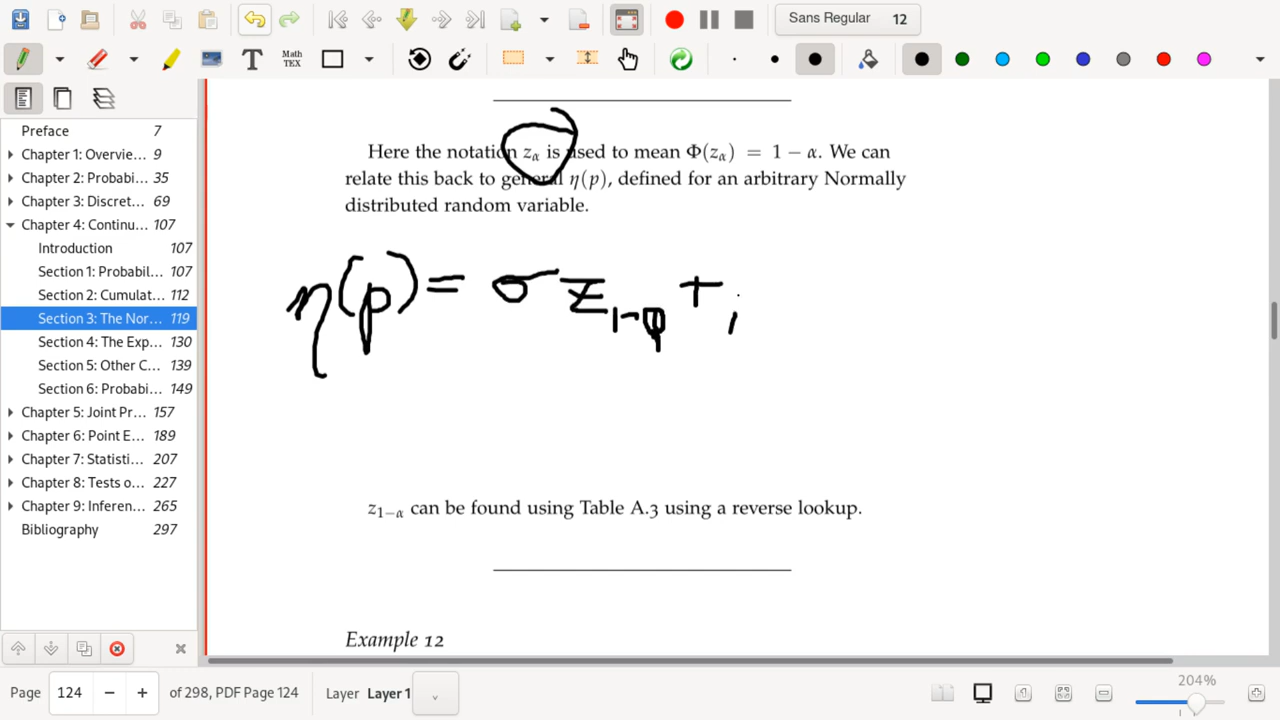 Sans Regular 12
T Math TEX
Preface 7
Chapter 1: Overvie... 9
Chapter 2: Probabi... 35
Chapter 3: Discret... 69
Chapter 4: Continu... 107
Introduction 107
Section 1: Probabil... 107
Section 2: Cumulat... 112
Section 3: The Nor... 119
Section 4: The Exp... 130
Section 5: Other C... 139
Section 6: Probabi... 149
Chapter 5: Joint Pr... 157
Chapter 6: Point E... 189
Chapter 7: Statisti... 207
Chapter 8: Tests o... 227
Chapter 9: Inferen... 265
Bibliography 297
Here the notation zα is used to mean Φ(zα) = 1 − α. We can
relate this back to general η(p), defined for an arbitrary Normally
distributed random variable.
η(p) = σ z1-p +
z1−α can be found using Table A.3 using a reverse lookup.
Example 12
Page 124 − + of 298, PDF Page 124 Layer Layer 1 204%